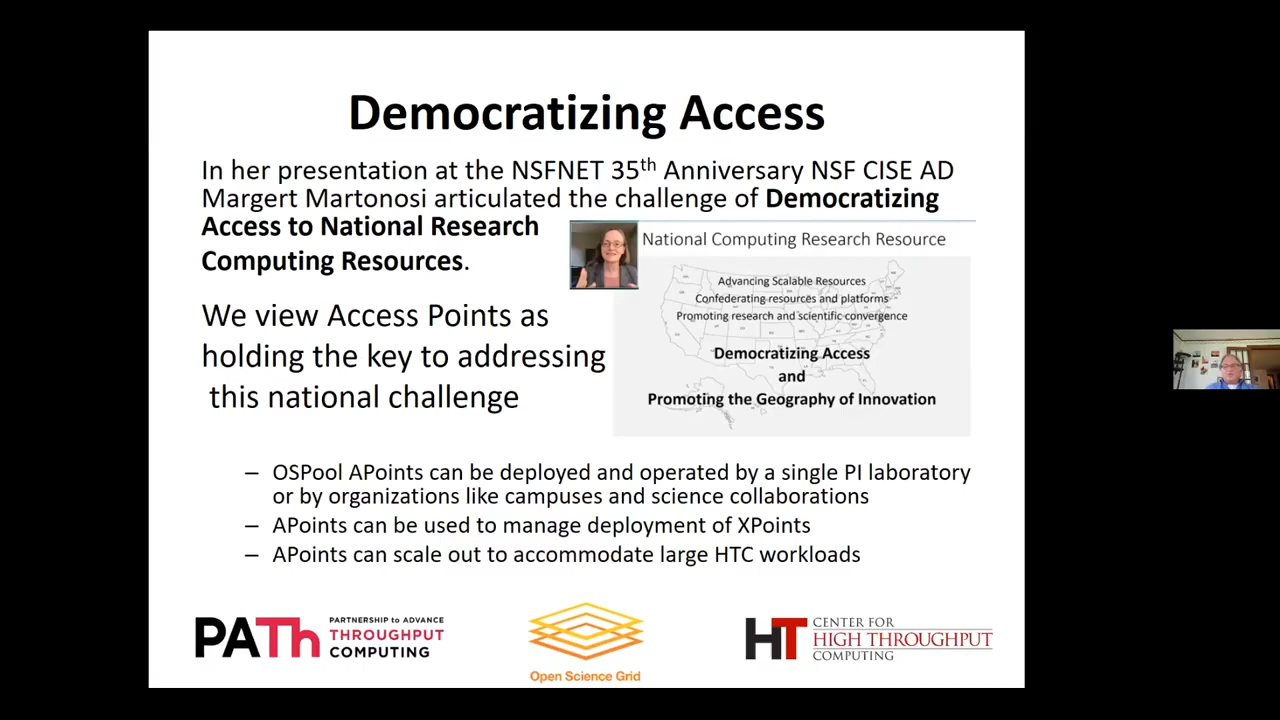 Democratizing Access
In her presentation at the NSFNET 35th Anniversary NSF CISE AD
Margert Martonosi articulated the challenge of Democratizing
Access to National Research
Computing Resources.
National Computing Research Resource
Advancing Scalable Resources
Confederating resources and platforms
Promoting research and scientific convergence
Democratizing Access
and
Promoting the Geography of Innovation
We view Access Points as
holding the key to addressing
this national challenge
– OSPool APoints can be deployed and operated by a single PI laboratory
or by organizations like campuses and science collaborations
– APoints can be used to manage deployment of XPoints
– APoints can scale out to accommodate large HTC workloads
PATh
PARTNERSHIP to ADVANCE
THROUGHPUT
COMPUTING
Open Science Grid
HT
CENTER FOR
HIGH THROUGHPUT
COMPUTING